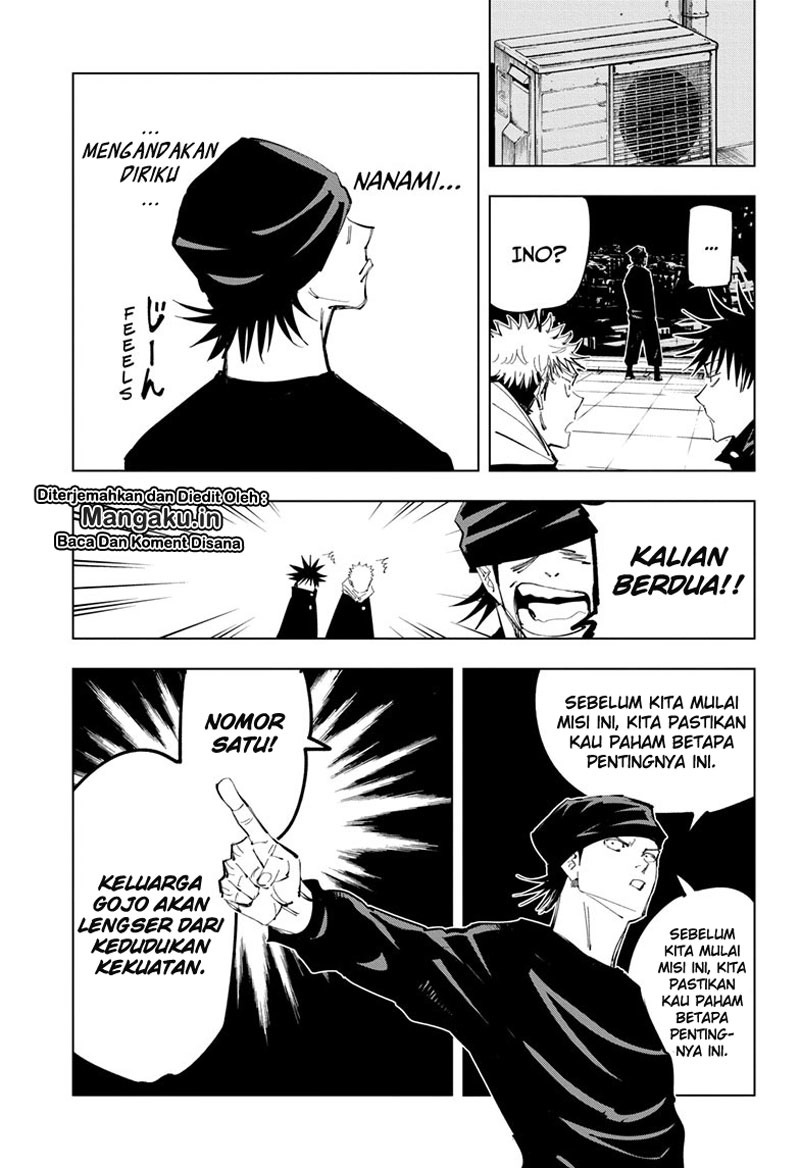 ...
INO?
NANAMI...
...
MENGANDAKAN
DIRIKU
...
じーん
FEEEELS
Diterjemahkan dan Diedit Oleh :
Mangaku.in
Baca Dan Koment Disana
KALIAN
BERDUA!!
SEBELUM KITA MULAI
MISI INI, KITA PASTIKAN
KAU PAHAM BETAPA
PENTINGNYA INI.
SEBELUM
KITA MULAI
MISI INI, KITA
PASTIKAN
KAU PAHAM
BETAPA
PENTING-
NYA INI.
NOMOR
SATU!
KELUARGA
GOJO AKAN
LENGSER DARI
KEDUDUKAN
KEKUATAN.